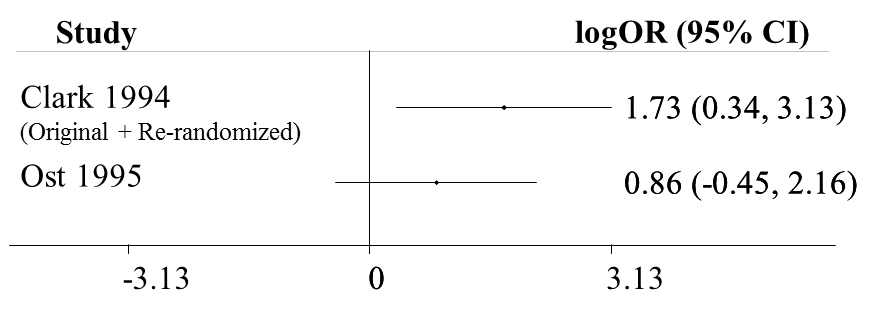 Study logOR (95% CI)
Clark 1994 1.73 (0.34, 3.13)
(Original + Re-randomized)
Ost 1995 0.86 (-0.45, 2.16)
-3.13 0 3.13